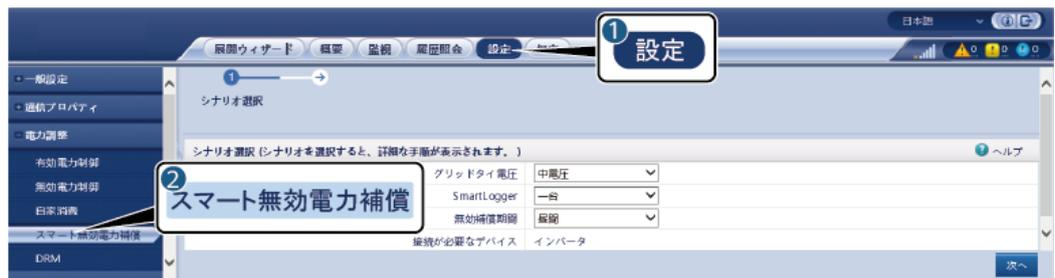 日本語
展開ウィザード 概要 監視 履歴照会 設定
1 設定
一般設定
通信プロパティ
電力調整
有効電力制御
無効電力制御
自家消費
スマート無効電力補償
DRM
1
シナリオ選択
シナリオ選択 (シナリオを選択すると、詳細な手順が表示されます。)
ヘルプ
2 スマート無効電力補償
グリッドタイ電圧 中電圧
SmartLogger 一台
無効補償期間 昼間
接続が必要なデバイス インバータ
次へ